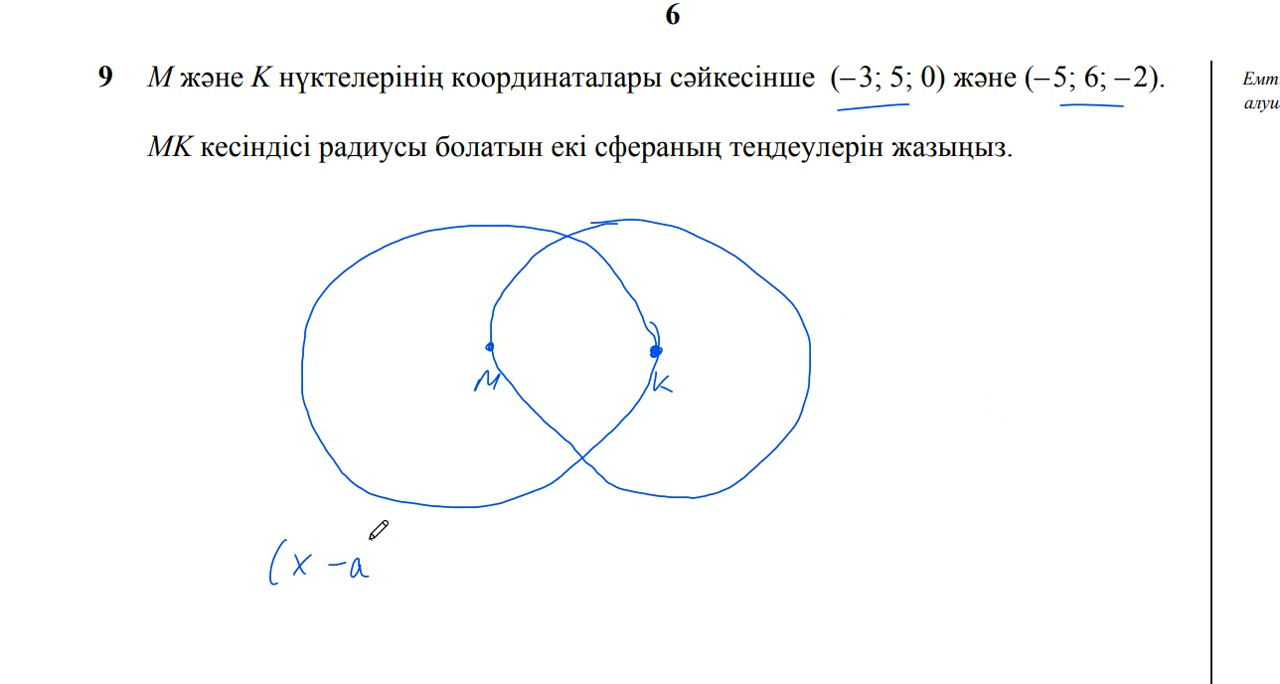 6
9 M және K нүктелерінің координаталары сәйкесінше (−3; 5; 0) және (−5; 6; −2).
Емт
алуш
MK кесіндісі радиусы болатын екі сфераның теңдеулерін жазыңыз.
M K
(x − a